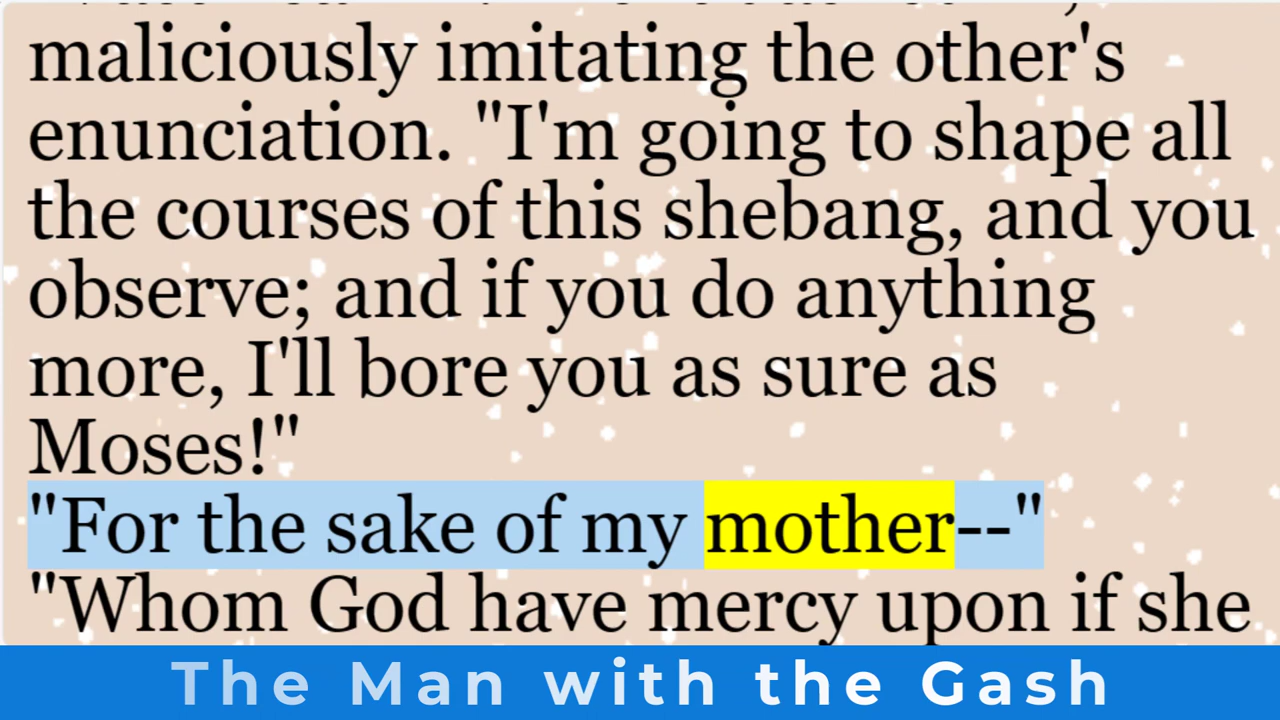 maliciously imitating the other's
enunciation. "I'm going to shape all
the courses of this shebang, and you
observe; and if you do anything
more, I'll bore you as sure as
Moses!"
"For the sake of my mother--"
"Whom God have mercy upon if she
The Man with the Gash